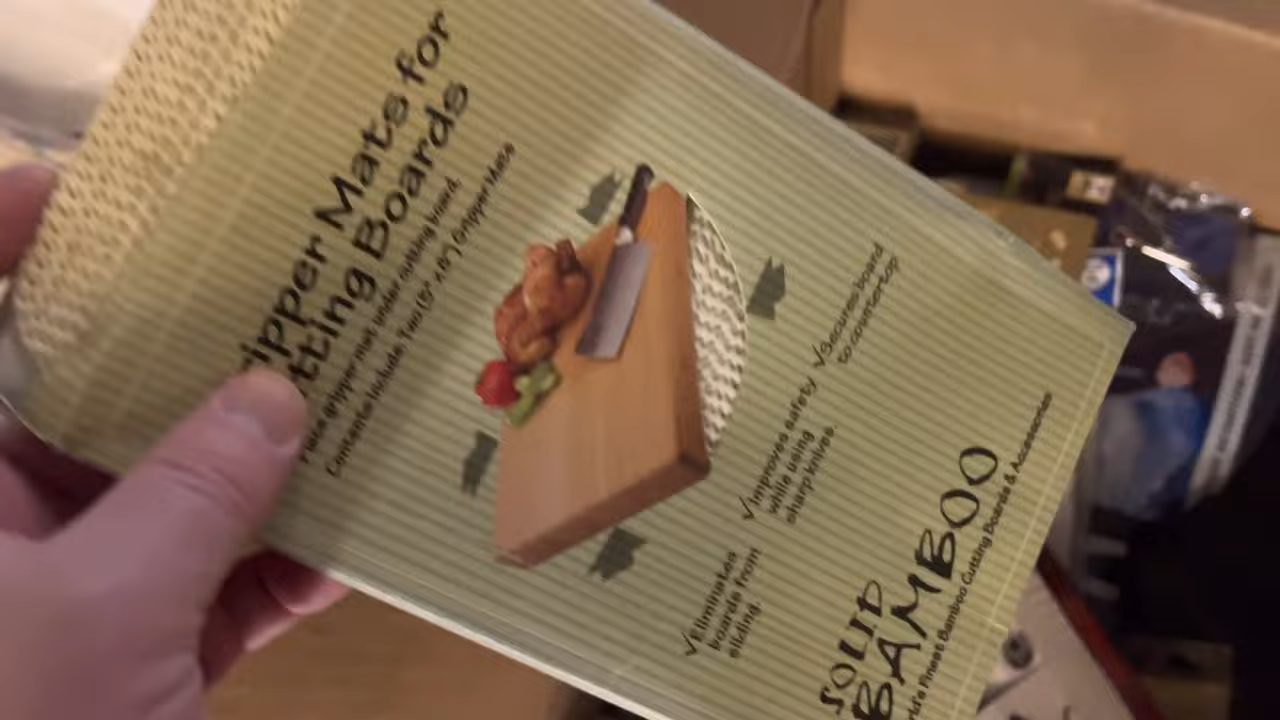 ipper Mats for
tting Boards
Place gripper mat under cutting board.
Contents include: Two (5" x 8") Gripper Mats
√Secures board
to countertop
√Improves safety
while using
sharp knives.
√Eliminates
boards from
sliding.
SOLID
BAMBOO
rld's Finest Bamboo Cutting Boards & Accessories